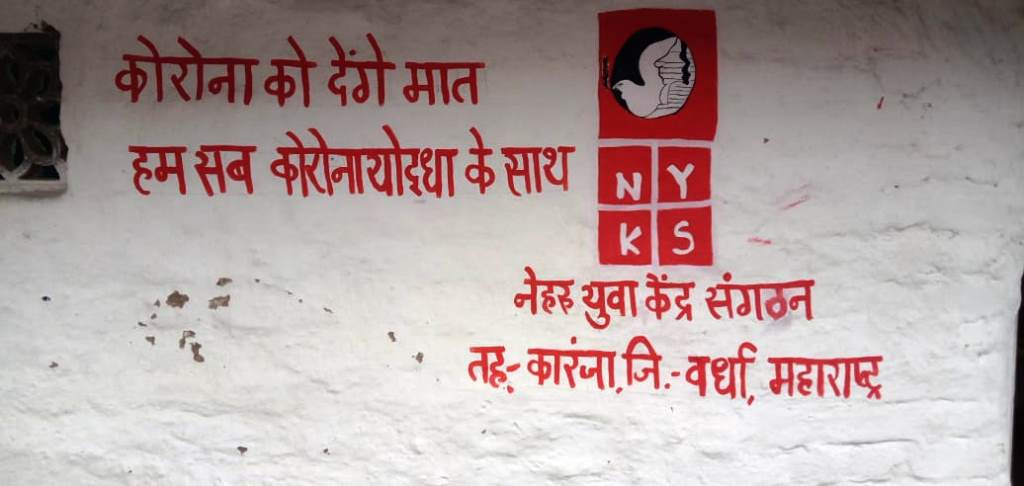 कोरोना को देंगे मात
हम सब कोरोनायोद्धा के साथ
N Y
K S
नेहरु युवा केंद्र संगठन
तह.- कारंजा, जि.- वर्धा, महाराष्ट्र